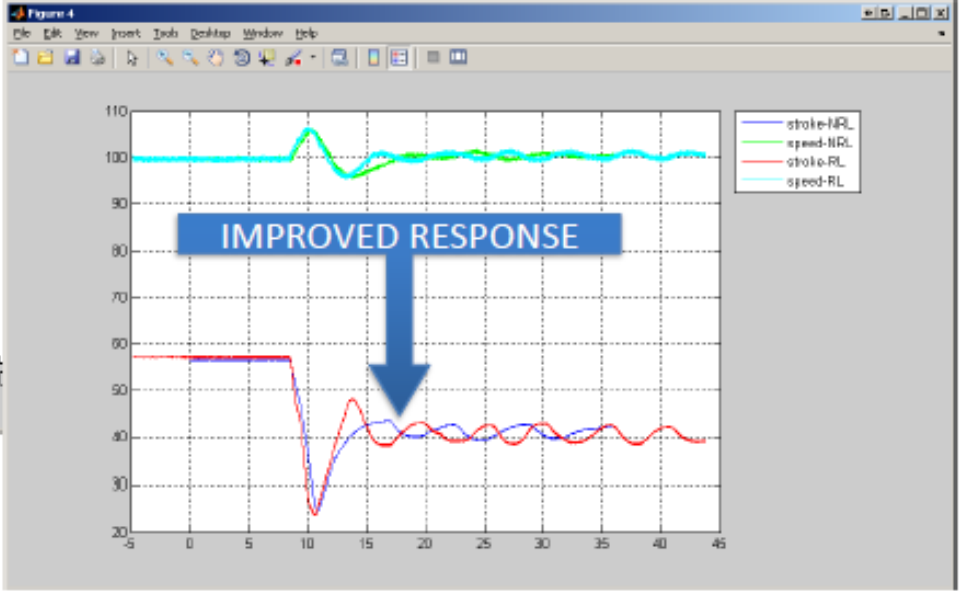 Figure 4
File Edit View Insert Tools Desktop Window Help
110
100
90
80
70
60
50
40
30
20
-5 0 5 10 15 20 25 30 35 40 45
stroke-NRL
speed-NRL
stroke-RL
speed-RL
IMPROVED RESPONSE